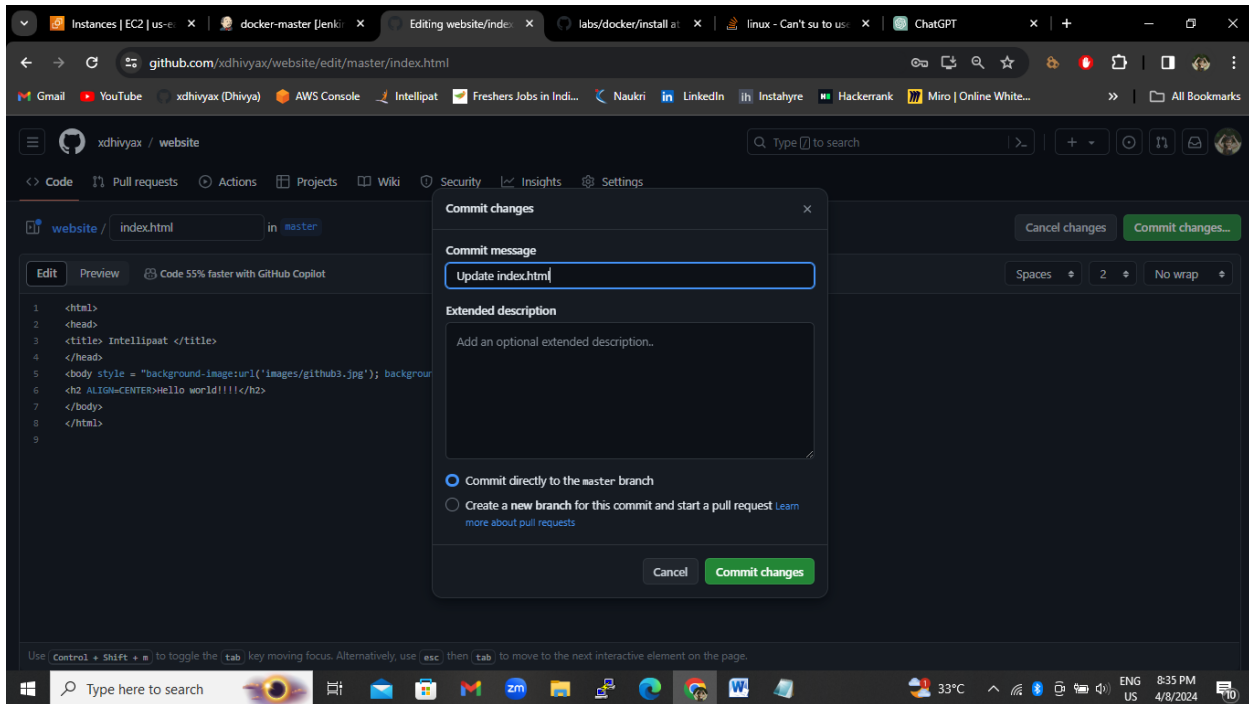 Instances | EC2 | us-ea
docker-master [Jenkin
Editing website/index
labs/docker/install at
linux - Can't su to use
ChatGPT
github.com/xdhivyax/website/edit/master/index.html
Gmail
YouTube
xdhivyax (Dhivya)
AWS Console
Intellipat
Freshers Jobs in Indi...
Naukri
LinkedIn
Instahyre
Hackerrank
Miro | Online White...
»
All Bookmarks
xdhivyax / website
Type / to search
Code
Pull requests
Actions
Projects
Wiki
Security
Insights
Settings
website / index.html in master
Cancel changes
Commit changes...
Edit
Preview
Code 55% faster with GitHub Copilot
Spaces
2
No wrap
1 <html>
2 <head>
3 <title> Intellipaat </title>
4 </head>
5 <body style = "background-image:url('images/github3.jpg'); backgroun
6 <h2 ALIGN=CENTER>Hello world!!!!</h2>
7 </body>
8 </html>
9
Commit changes
Commit message
Update index.html
Extended description
Add an optional extended description..
Commit directly to the master branch
Create a new branch for this commit and start a pull request Learn
more about pull requests
Cancel
Commit changes
Use Control + Shift + m to toggle the tab key moving focus. Alternatively, use esc then tab to move to the next interactive element on the page.
Type here to search
zm
W
33°C
ENG
US
8:35 PM
4/8/2024
10